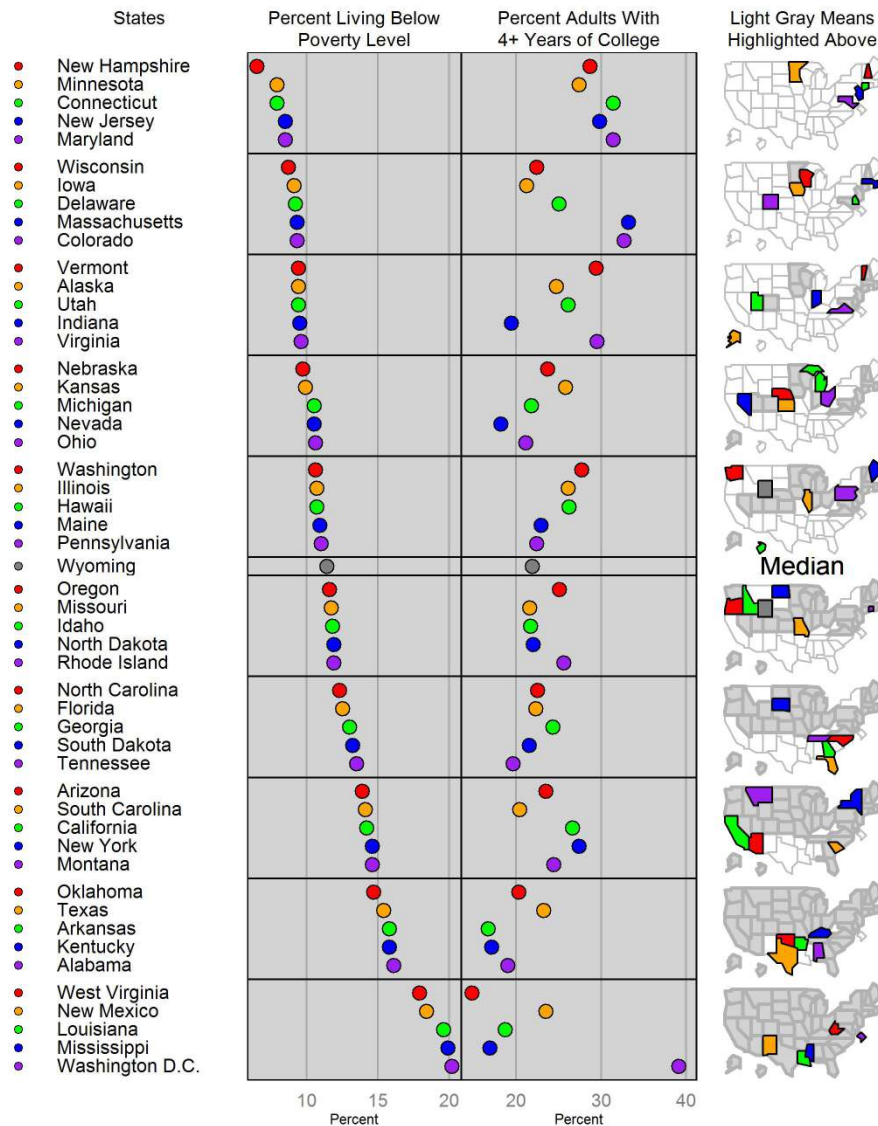 States
Percent Living Below
Poverty Level
Percent Adults With
4+ Years of College
Light Gray Means
Highlighted Above
New Hampshire
Minnesota
Connecticut
New Jersey
Maryland
Wisconsin
Iowa
Delaware
Massachusetts
Colorado
Vermont
Alaska
Utah
Indiana
Virginia
Nebraska
Kansas
Michigan
Nevada
Ohio
Washington
Illinois
Hawaii
Maine
Pennsylvania
Wyoming
Median
Oregon
Missouri
Idaho
North Dakota
Rhode Island
North Carolina
Florida
Georgia
South Dakota
Tennessee
Arizona
South Carolina
California
New York
Montana
Oklahoma
Texas
Arkansas
Kentucky
Alabama
West Virginia
New Mexico
Louisiana
Mississippi
Washington D.C.
10 15 20
Percent
20 30 40
Percent